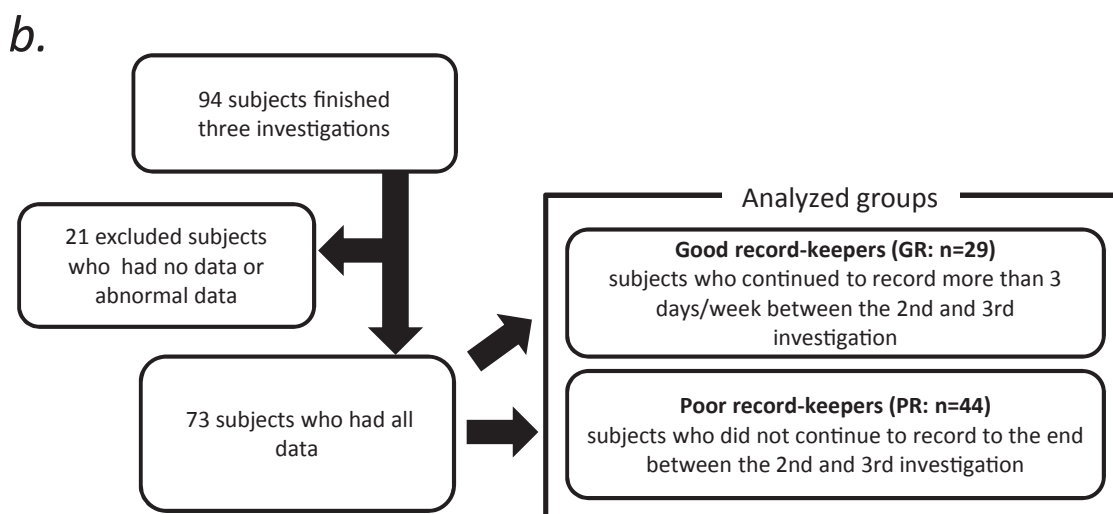 b.
94 subjects finished
three investigations
21 excluded subjects
who had no data or
abnormal data
73 subjects who had all
data
Analyzed groups
Good record-keepers (GR: n=29)
subjects who continued to record more than 3
days/week between the 2nd and 3rd
investigation
Poor record-keepers (PR: n=44)
subjects who did not continue to record to the end
between the 2nd and 3rd investigation